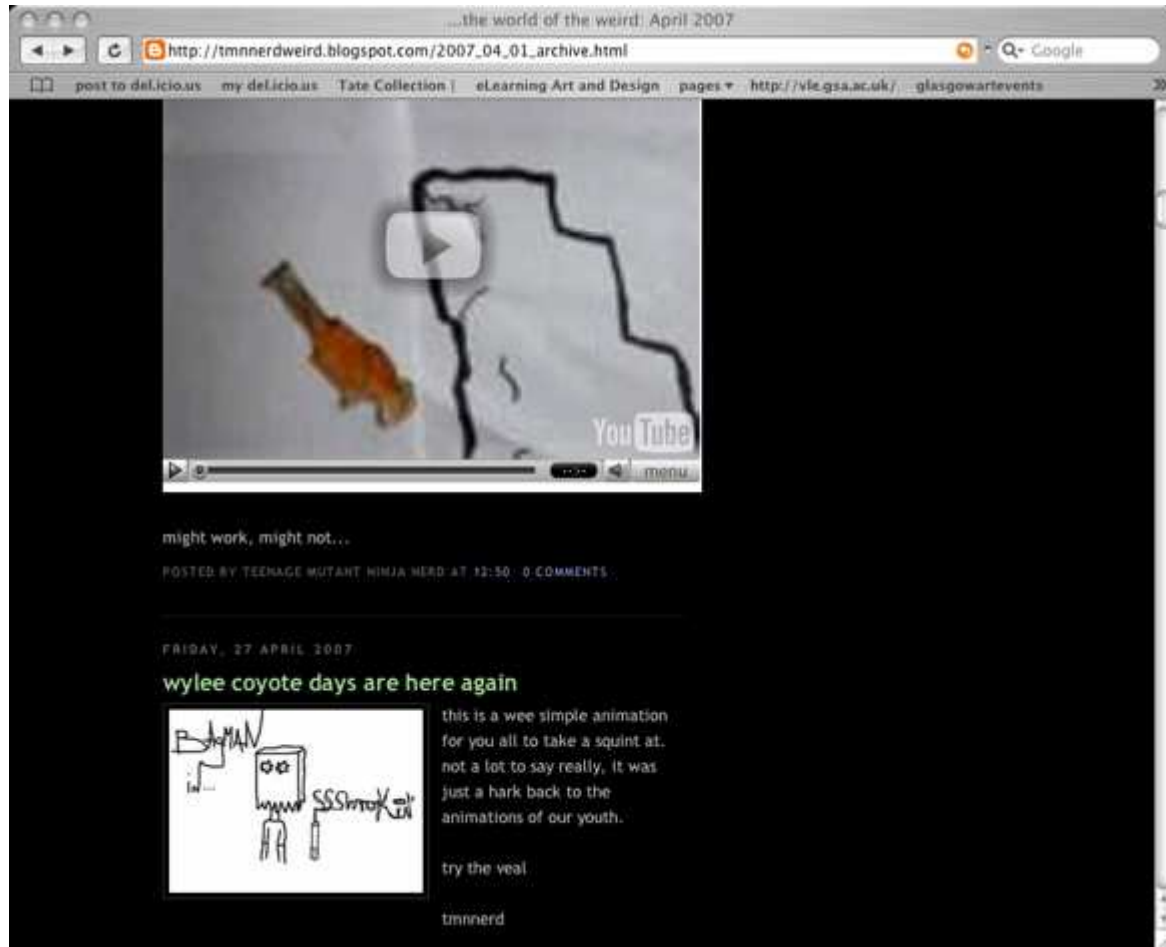 ...the world of the weird: April 2007
http://tmnnerdweird.blogspot.com/2007_04_01_archive.html
Google
post to del.icio.us my del.icio.us Tate Collection | eLearning Art and Design pages http://vle.gsa.ac.uk/ glasgowartevents
YouTube
menu
might work, might not...
POSTED BY TEENAGE MUTANT NINJA NERD AT 12:50 0 COMMENTS
FRIDAY, 27 APRIL 2007
wylee coyote days are here again
BAgMAN
in...
this is a wee simple animation
for you all to take a squint at.
not a lot to say really, it was
just a hark back to the
animations of our youth.
try the veal
tmnnerd